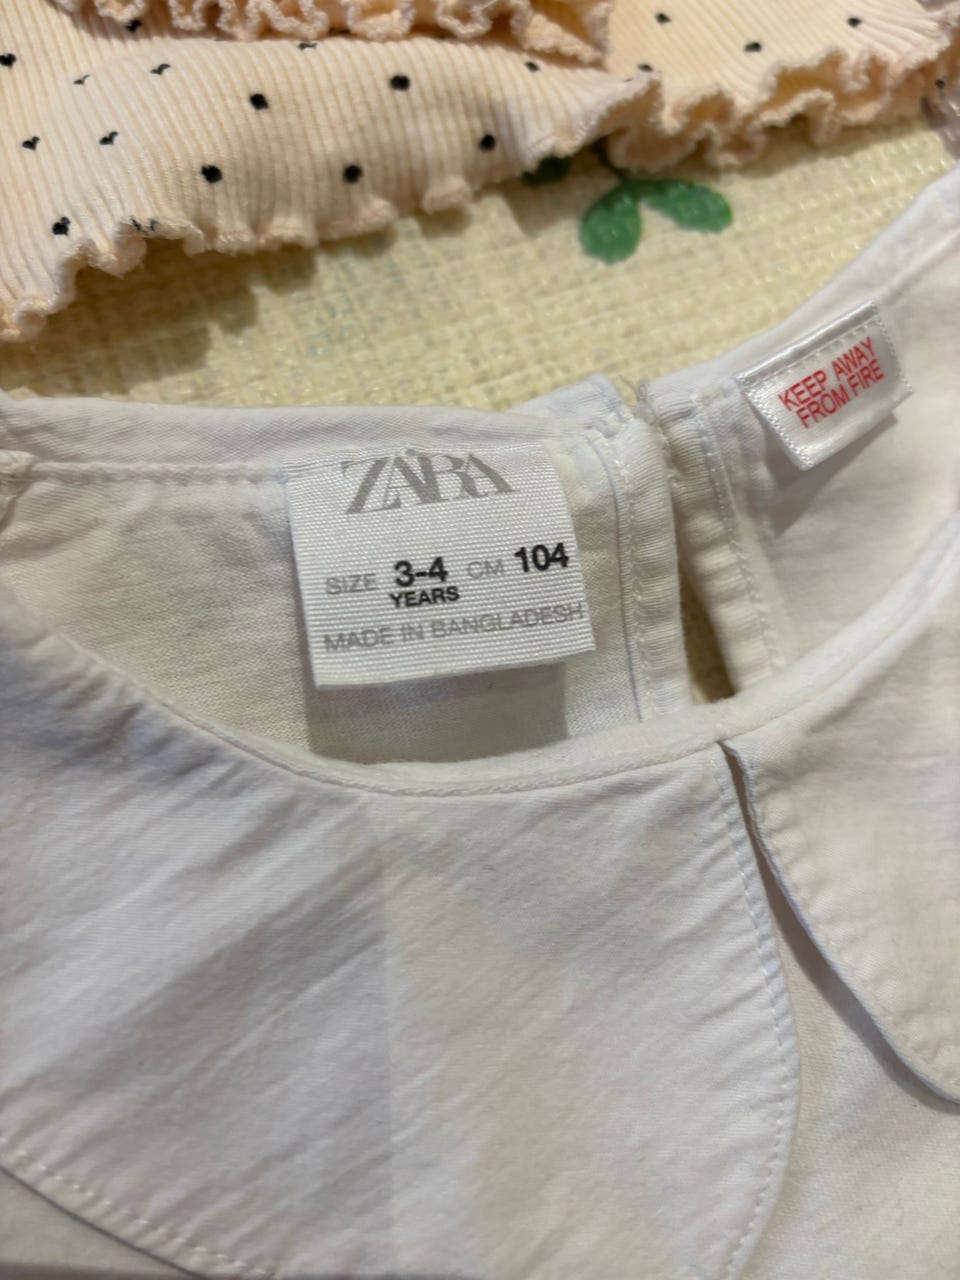 ZARA
SIZE 3-4 CM 104
YEARS
MADE IN BANGLADESH
KEEP AWAY
FROM FIRE